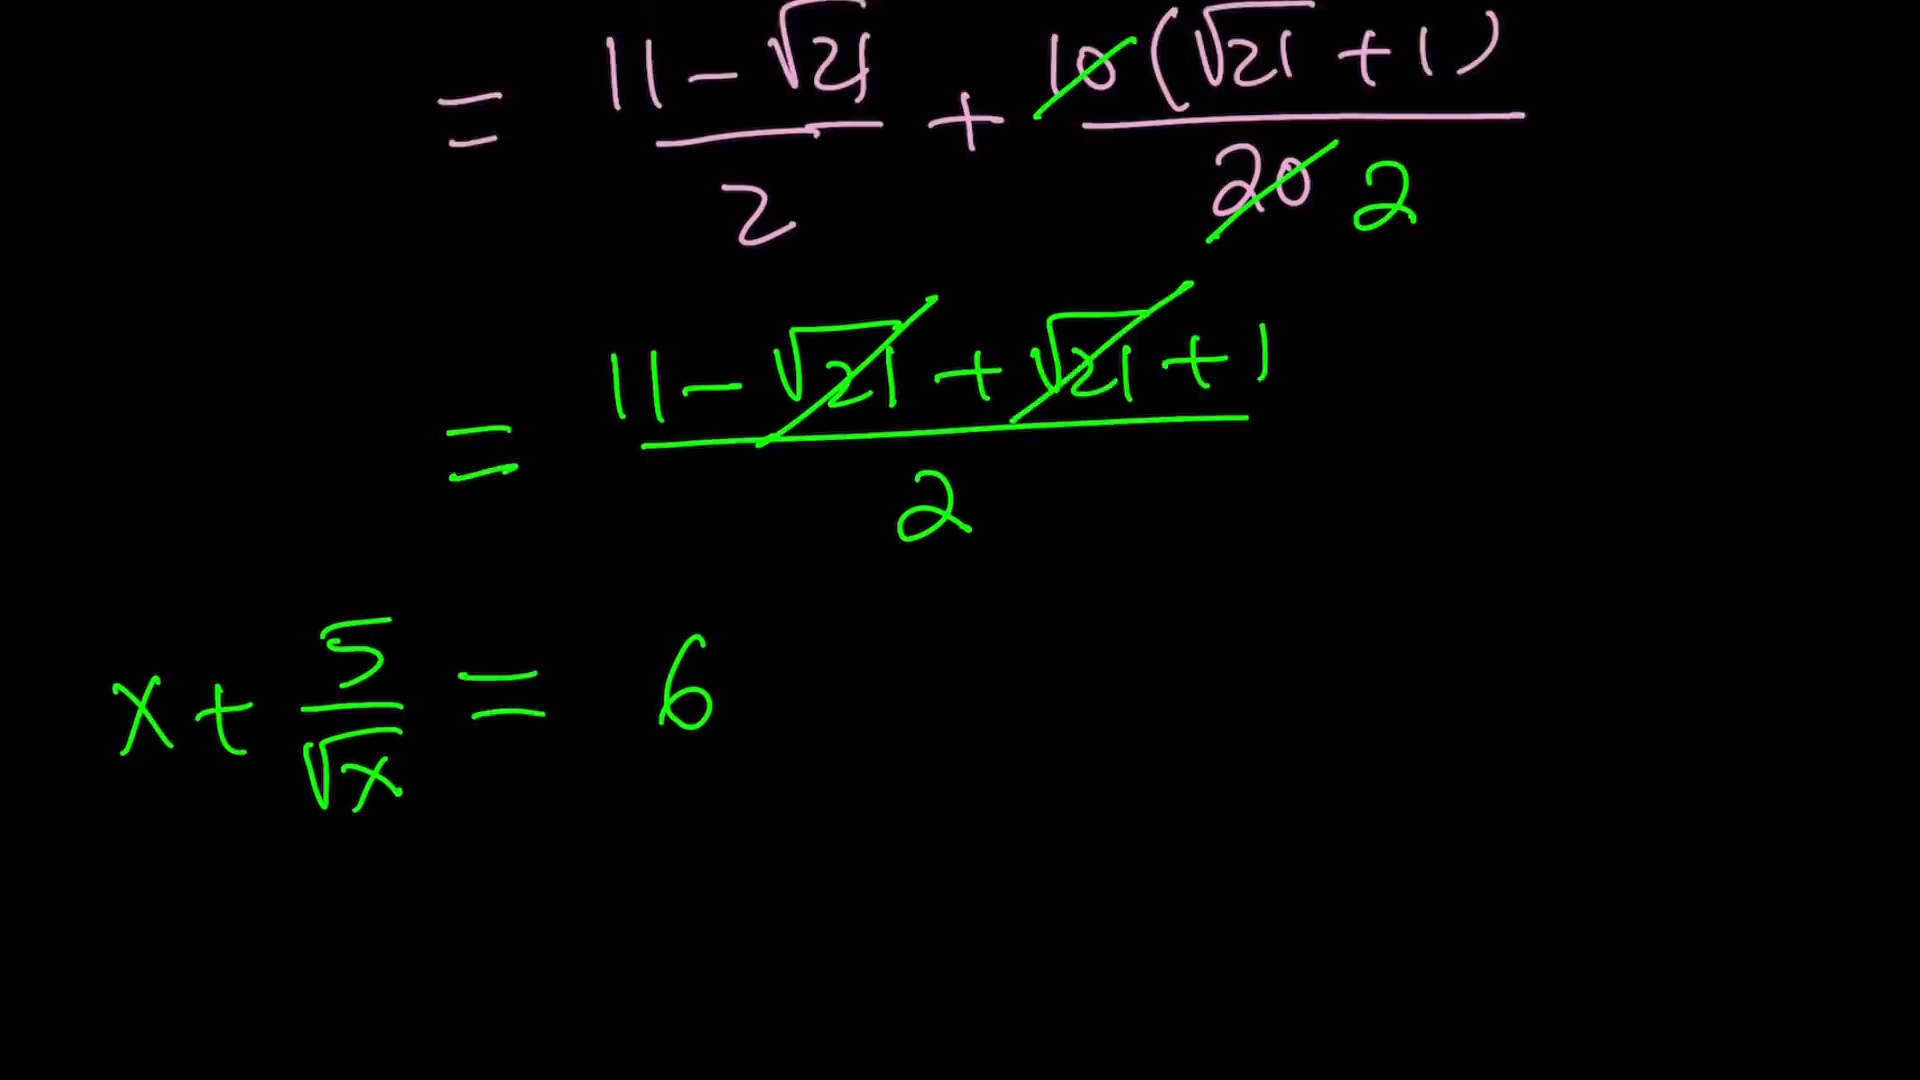 = (11 - √21)/2 + 10(√21 + 1)/20 2
= (11 - √21 + √21 + 1)/2
x + 5/√x = 6